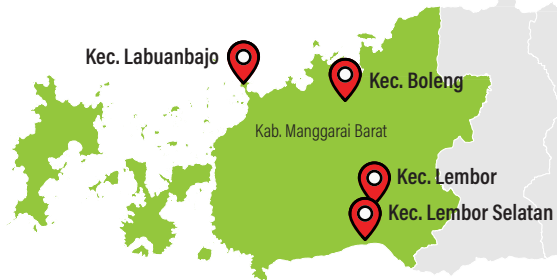 Kec. Labuanbajo
Kec. Boleng
Kab. Manggarai Barat
Kec. Lembor
Kec. Lembor Selatan